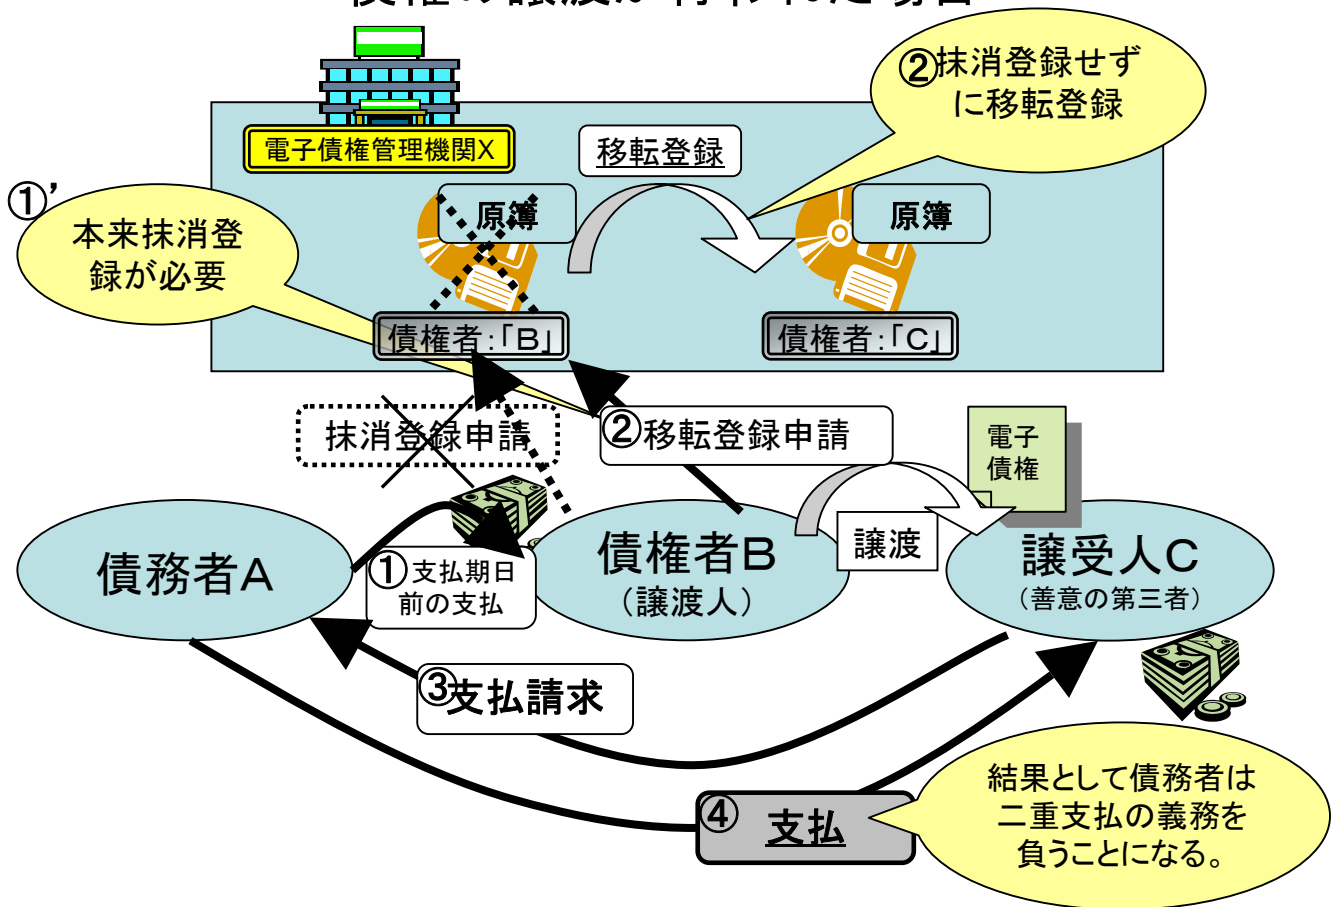 ②抹消登録せず
に移転登録
電子債権管理機関X
移転登録
①’
本来抹消登
録が必要
原簿
原簿
債権者：「B」
債権者：「C」
抹消登録申請
②移転登録申請
電子
債権
債務者A
①支払期日
前の支払
債権者B
（譲渡人）
譲渡
譲受人C
（善意の第三者）
③支払請求
④支払
結果として債務者は
二重支払の義務を
負うことになる。